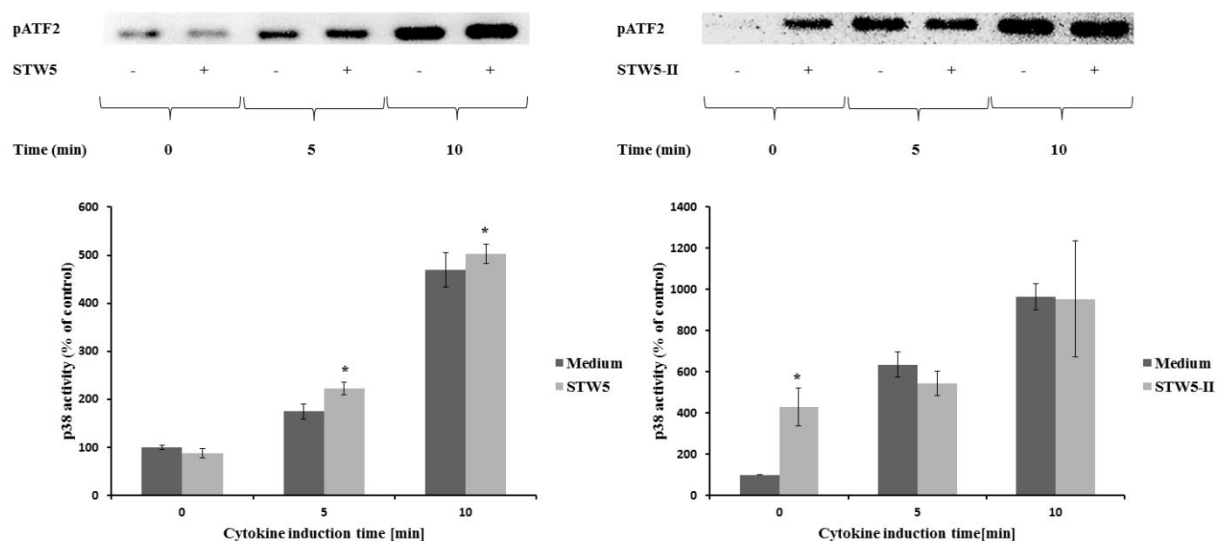 pATF2
STW5 - + - + - +
Time (min) 0 5 10
600
500
400
300
200
100
0
p38 activity (% of control)
* *
0 5 10
Cytokine induction time [min]
Medium
STW5
pATF2
STW5-II - + - + - +
Time (min) 0 5 10
1400
1200
1000
800
600
400
200
0
p38 activity (% of control)
*
0 5 10
Cytokine induction time[min]
Medium
STW5-II